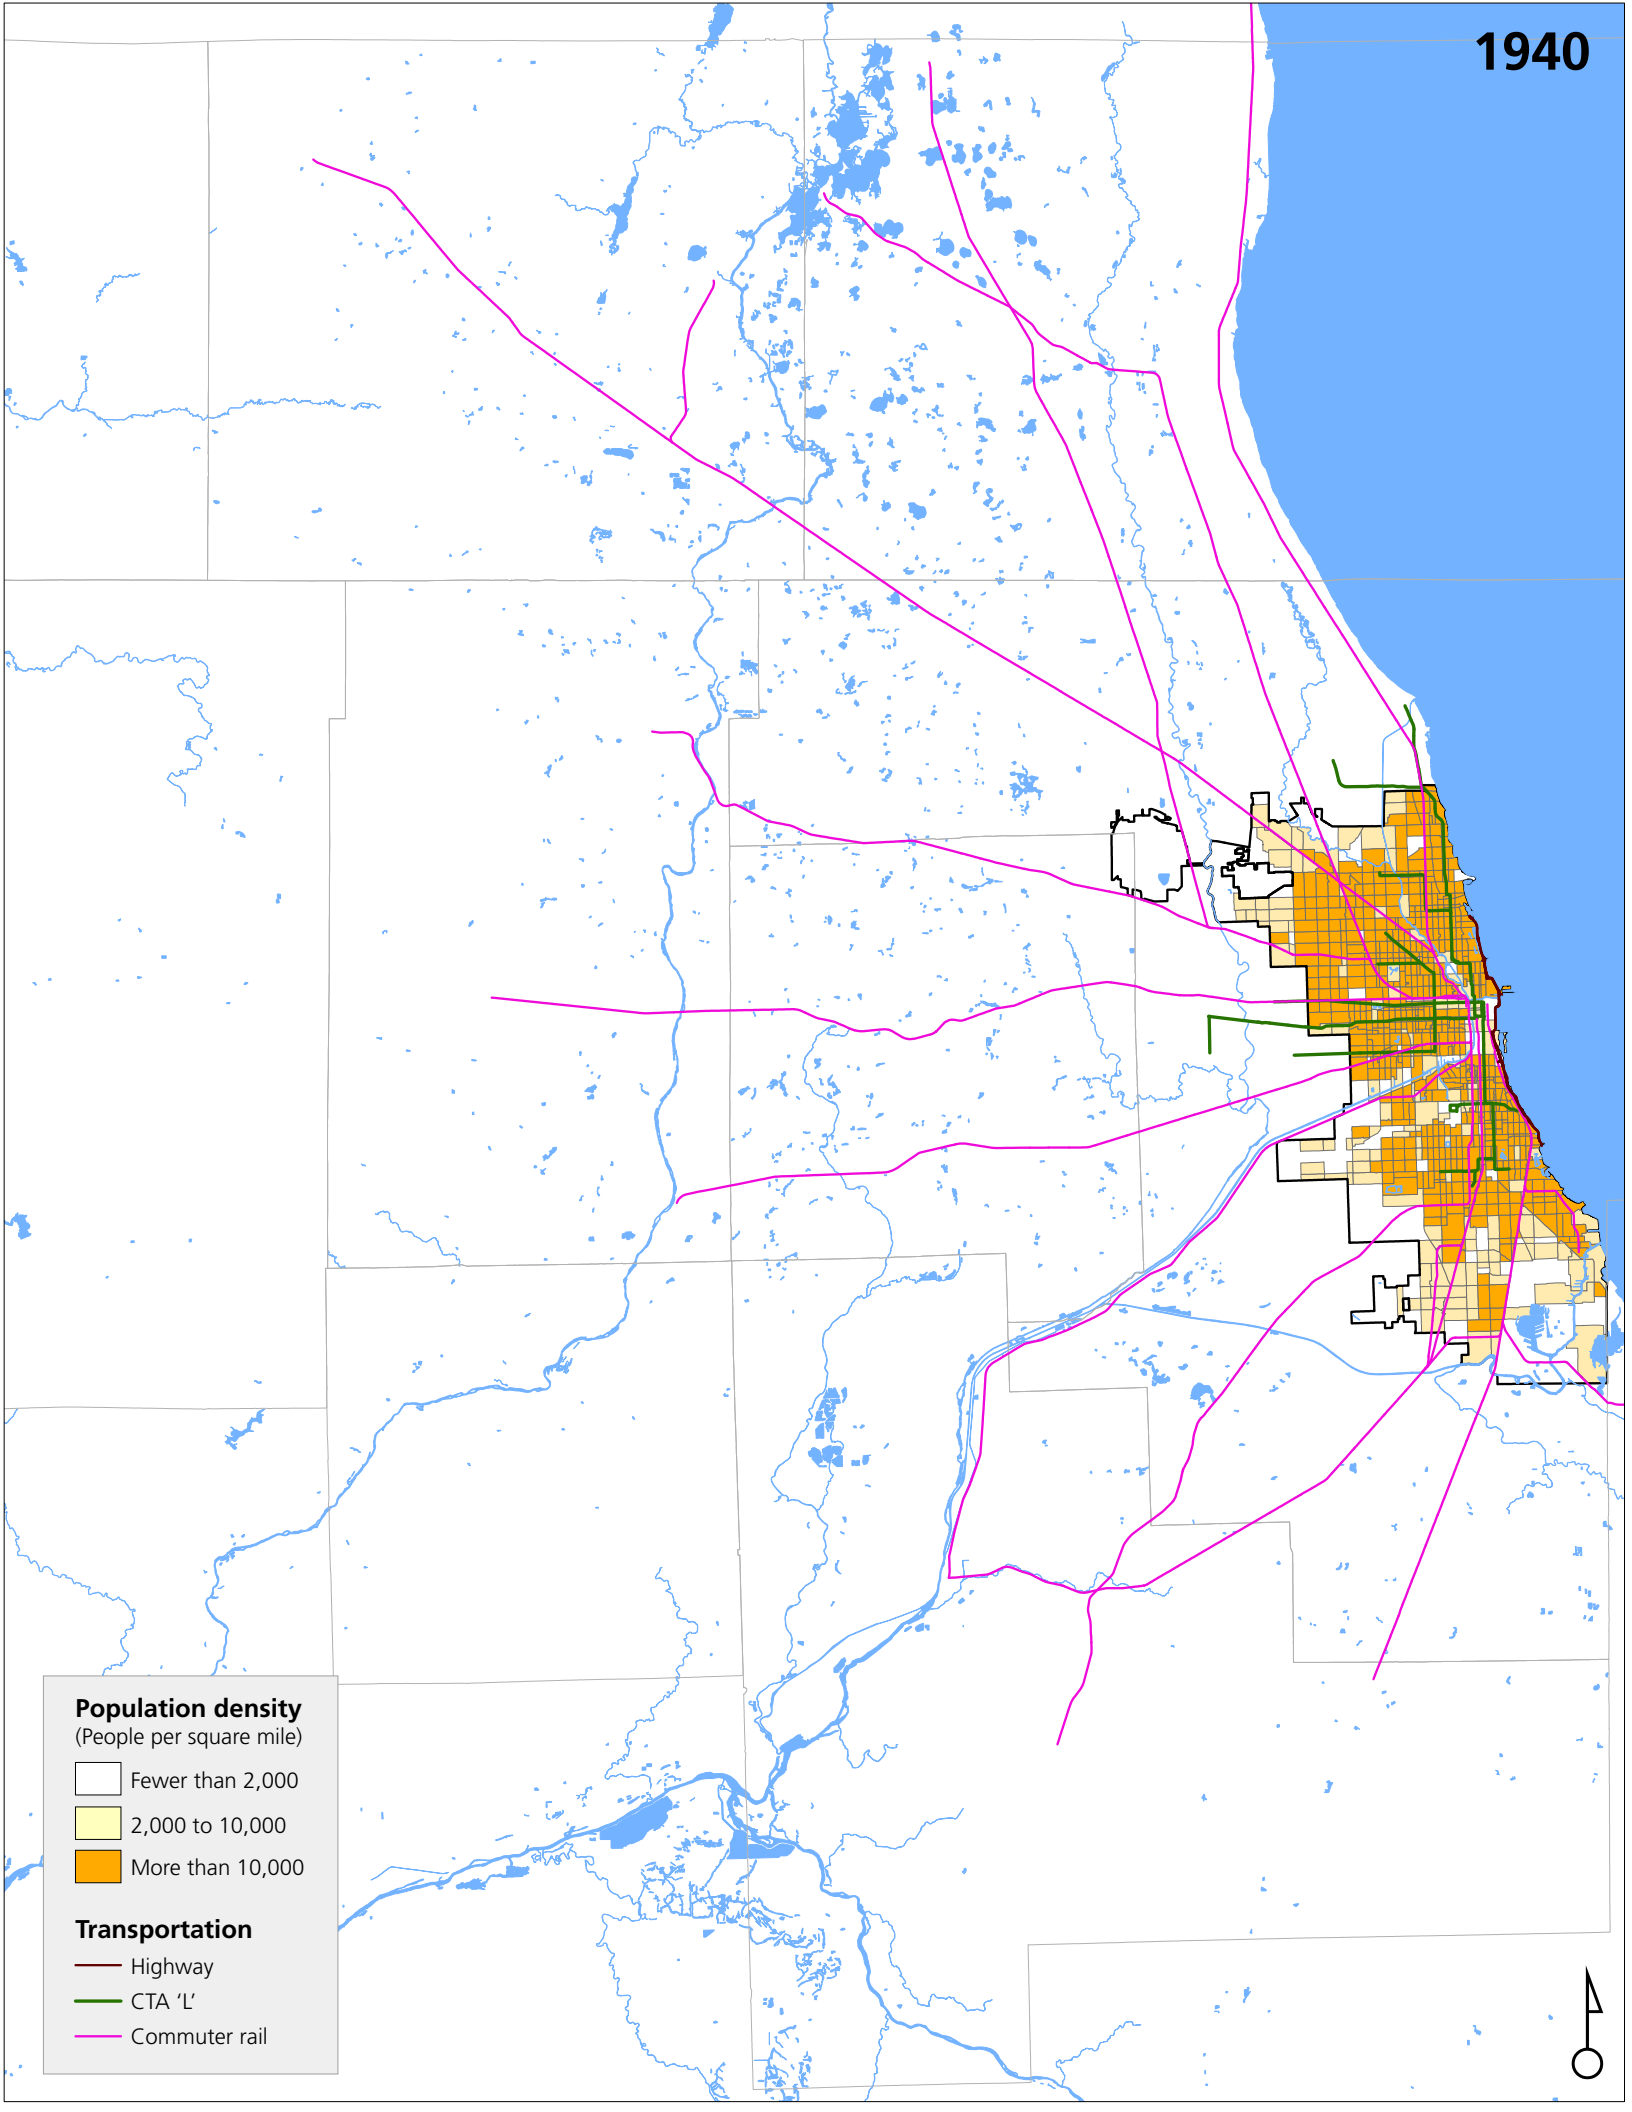 1940
Population density
(People per square mile)
Fewer than 2,000
2,000 to 10,000
More than 10,000
Transportation
Highway
CTA ‘L’
Commuter rail